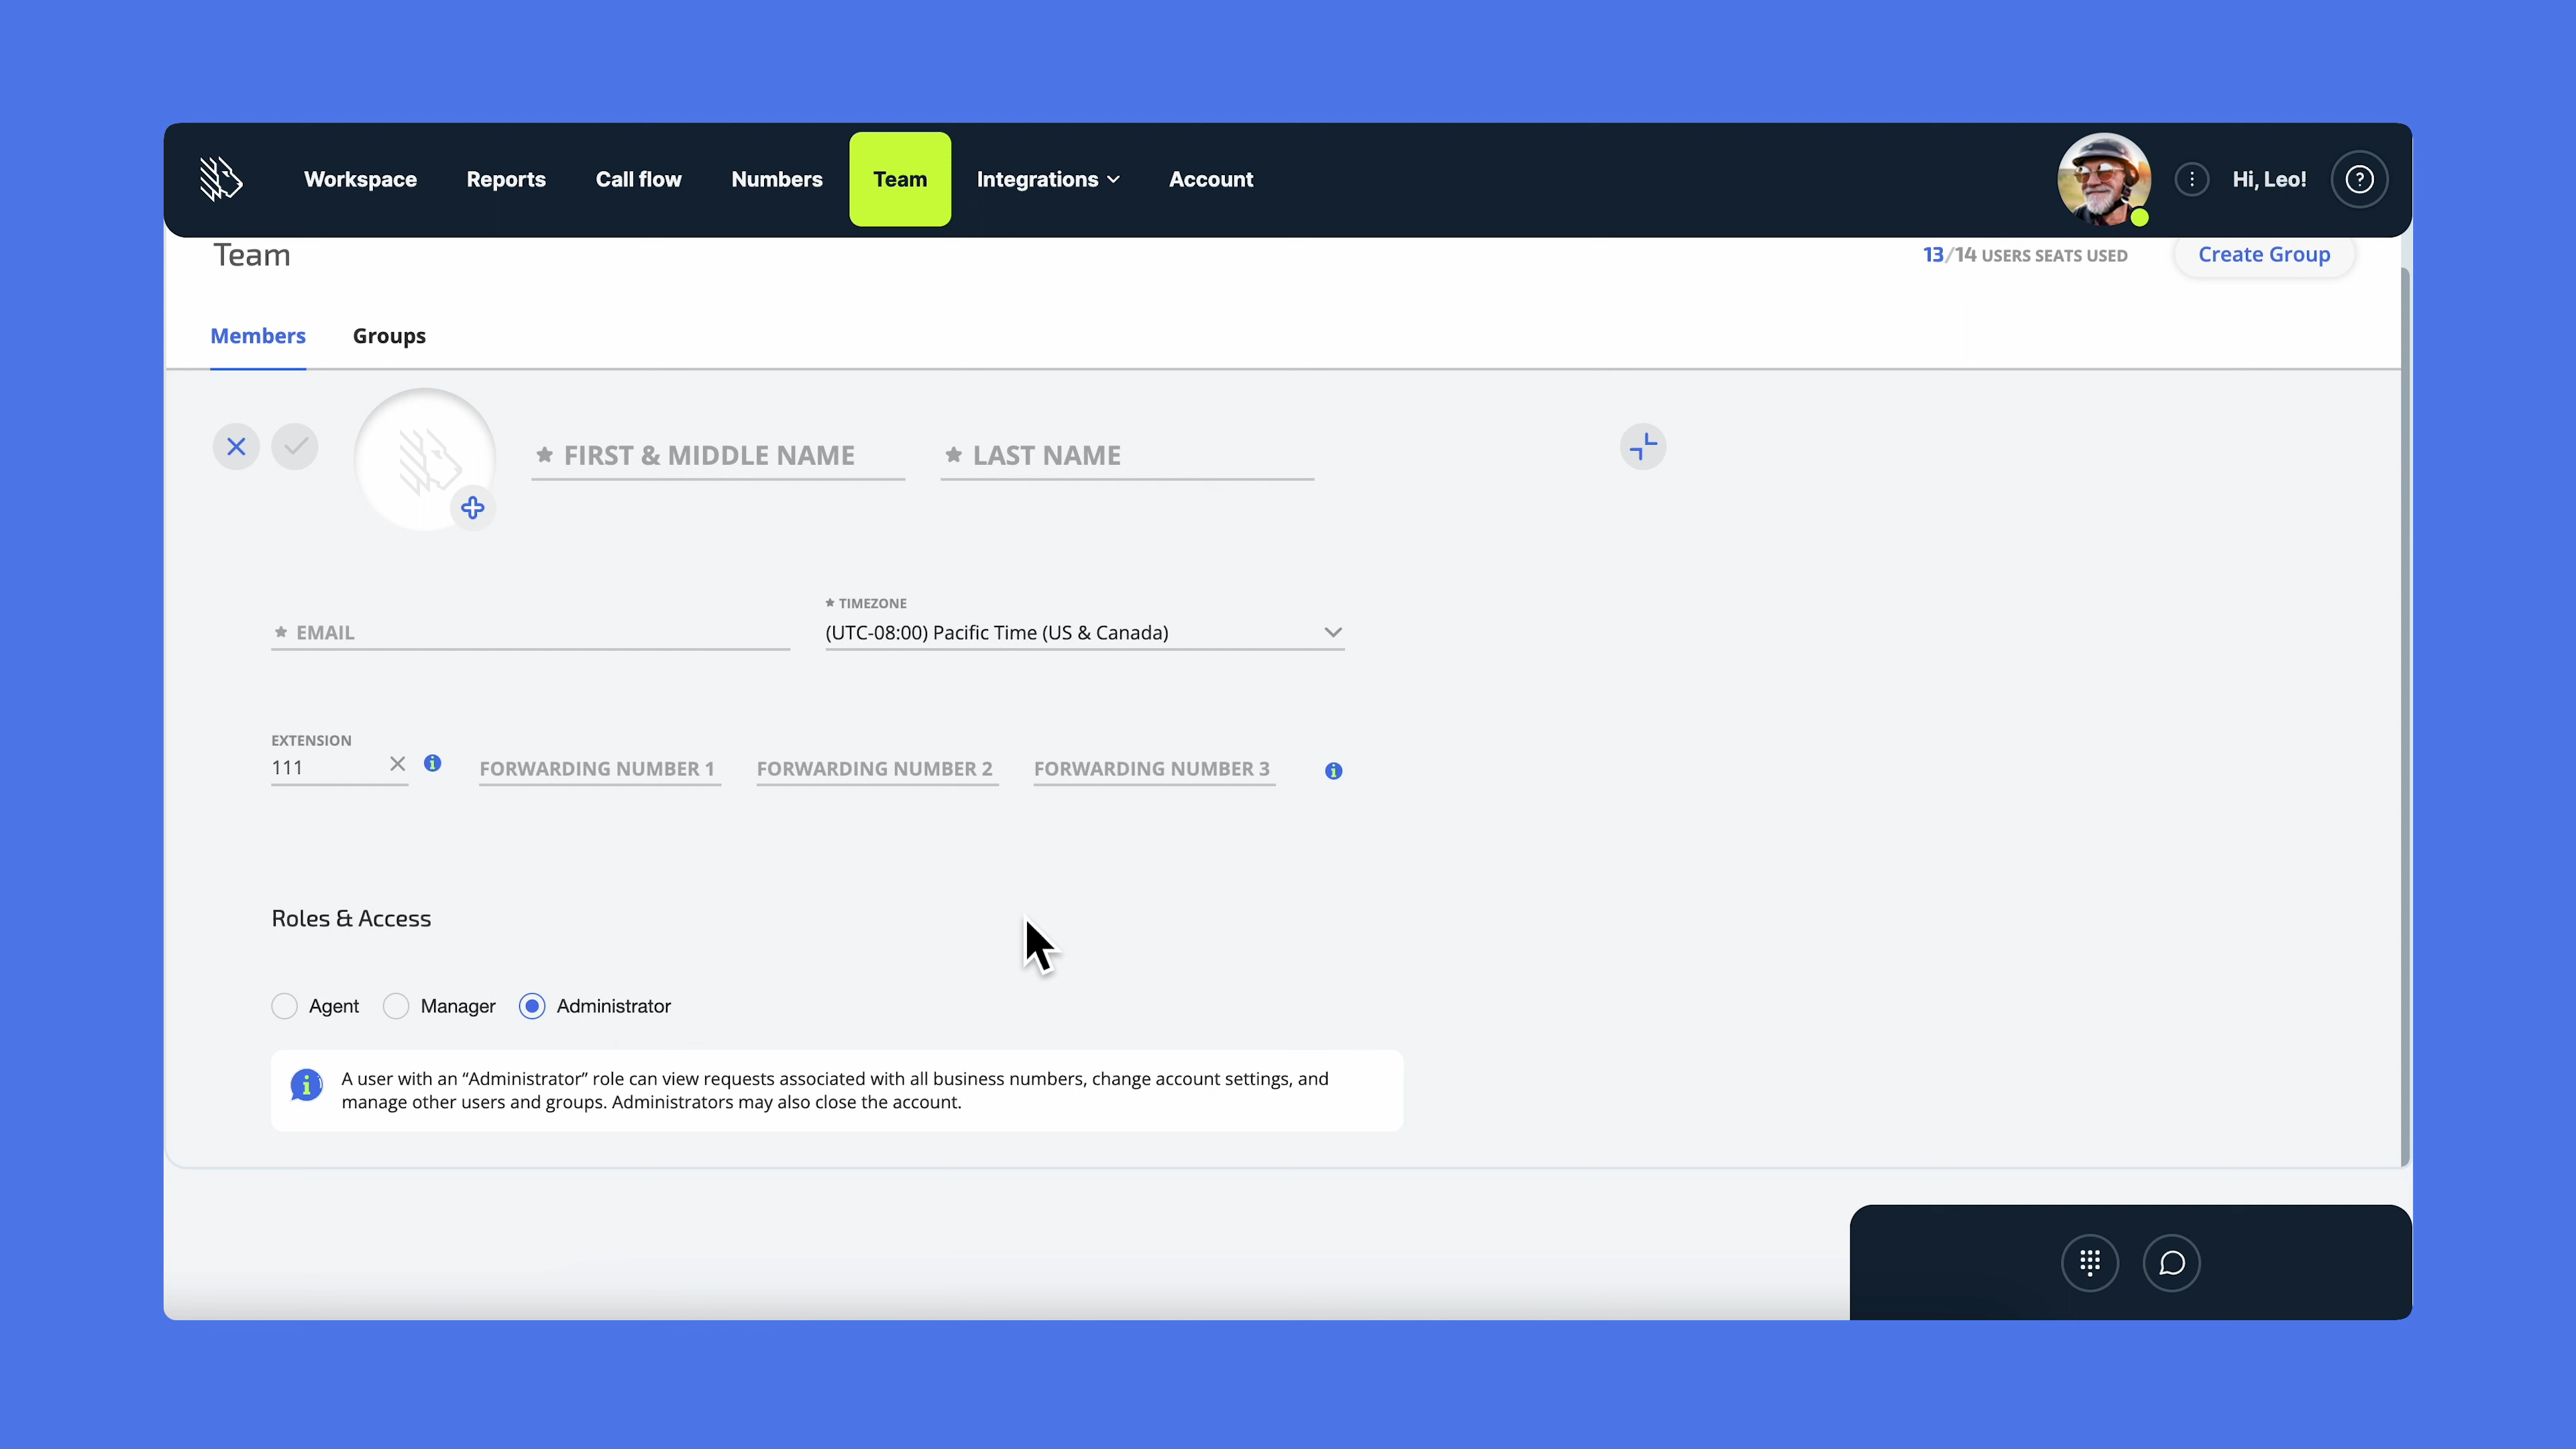 Workspace Reports Call flow Numbers Team Integrations Account Hi, Leo! ?
Team 13/14 USERS SEATS USED Create Group
Members Groups
★ FIRST & MIDDLE NAME ★ LAST NAME
★ TIMEZONE
★ EMAIL (UTC-08:00) Pacific Time (US & Canada)
EXTENSION
111 i FORWARDING NUMBER 1 FORWARDING NUMBER 2 FORWARDING NUMBER 3 i
Roles & Access
Agent Manager Administrator
i A user with an “Administrator” role can view requests associated with all business numbers, change account settings, and
manage other users and groups. Administrators may also close the account.